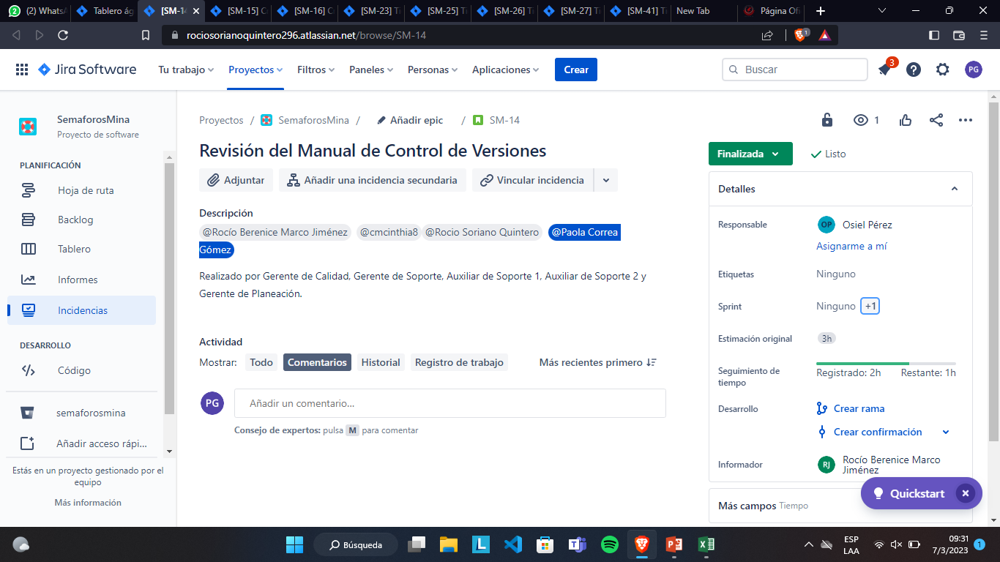 (2) WhatsA
Tablero ág
[SM-14
[SM-15] C
[SM-16] C
[SM-23] T
[SM-25] T
[SM-26] T
[SM-27] T
[SM-41] T
New Tab
Página Ofi
rociosorianoquintero296.atlassian.net/browse/SM-14
1
Jira Software
Tu trabajo
Proyectos
Filtros
Paneles
Personas
Aplicaciones
Crear
Buscar
3
PG
SemaforosMina
Proyecto de software
PLANIFICACIÓN
Hoja de ruta
Backlog
Tablero
Informes
Incidencias
DESARROLLO
Código
semaforosmina
Añadir acceso rápi...
Estás en un proyecto gestionado por el
equipo
Más información
Proyectos / SemaforosMina / Añadir epic / SM-14
1
Revisión del Manual de Control de Versiones
Adjuntar
Añadir una incidencia secundaria
Vincular incidencia
Descripción
@Rocío Berenice Marco Jiménez @cmcinthia8 @Rocio Soriano Quintero @Paola Correa
Gómez
Realizado por Gerente de Calidad, Gerente de Soporte, Auxiliar de Soporte 1, Auxiliar de Soporte 2 y
Gerente de Planeación.
Actividad
Mostrar: Todo Comentarios Historial Registro de trabajo Más recientes primero
PG
Añadir un comentario...
Consejo de expertos: pulsa M para comentar
Finalizada
Listo
Detalles
Responsable
OP Osiel Pérez
Asignarme a mí
Etiquetas
Ninguno
Sprint
Ninguno +1
Estimación original
3h
Seguimiento de
tiempo
Registrado: 2h Restante: 1h
Desarrollo
Crear rama
Crear confirmación
Informador
RJ
Rocío Berenice Marco
Jiménez
Quickstart
Más campos Tiempo
Búsqueda
ESP
LAA
09:31
7/3/2023
1